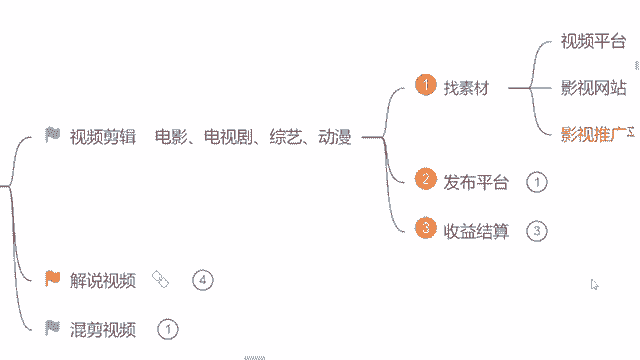 视频平台
1 找素材
影视网站
视频剪辑 电影、电视剧、综艺、动漫
影视推广
2 发布平台 1
3 收益结算 3
解说视频 4
混剪视频 1